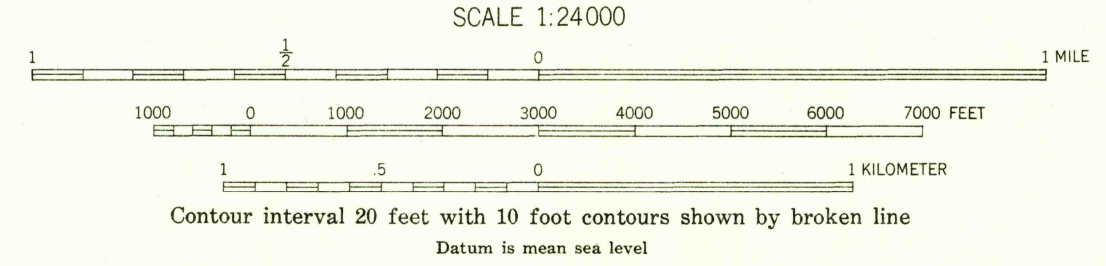 SCALE 1:24000
1 1/2 0 1 MILE
1000 0 1000 2000 3000 4000 5000 6000 7000 FEET
1 .5 0 1 KILOMETER
Contour interval 20 feet with 10 foot contours shown by broken line
Datum is mean sea level